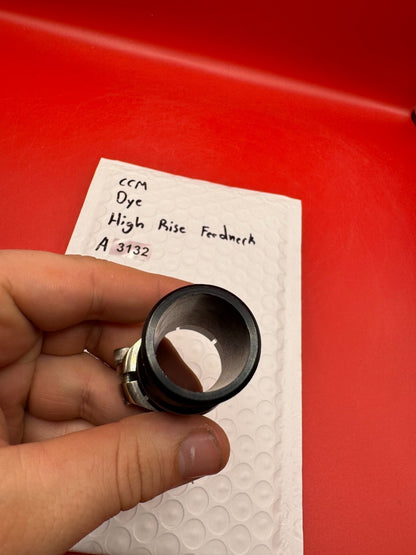 CCM
Dye
High Rise Feedneck
A 3132